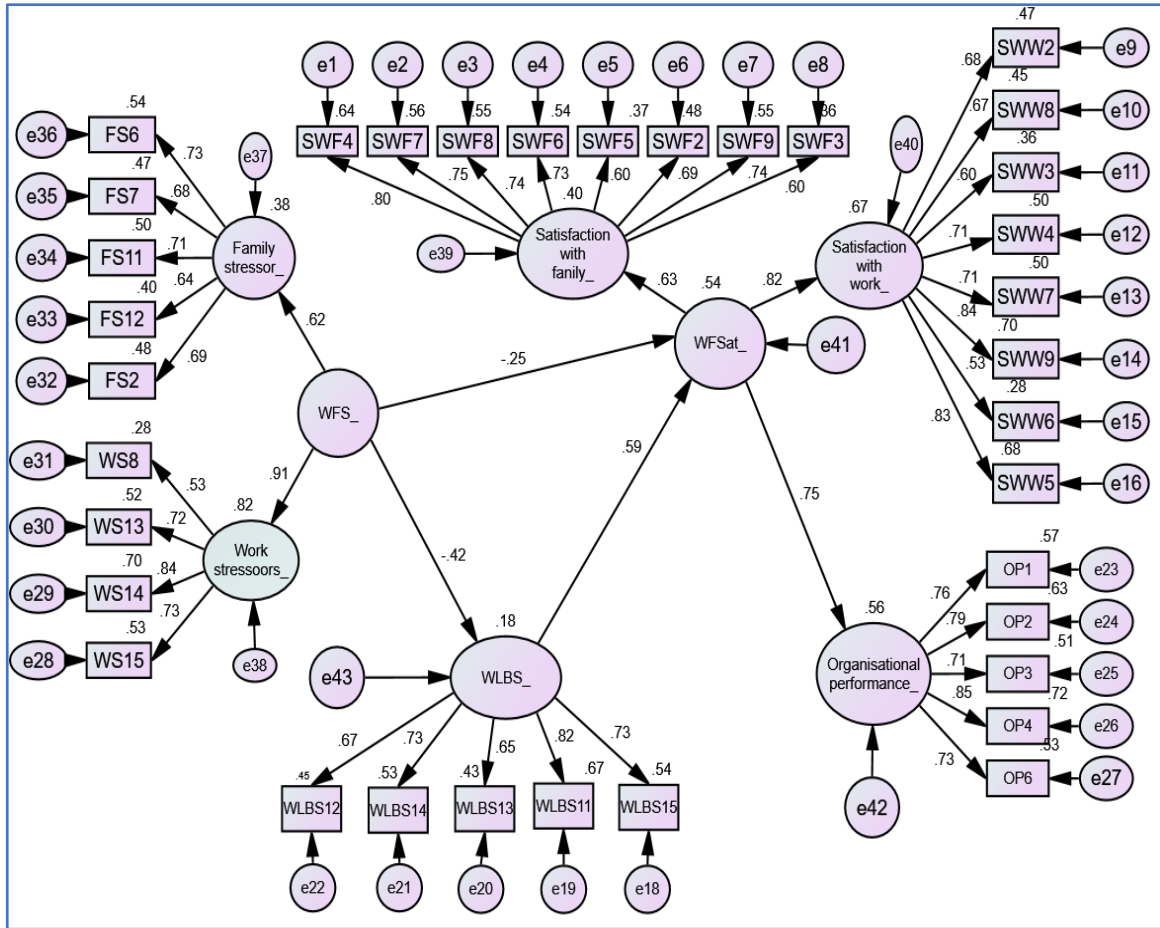 .47
e1
e2
e3
e4
e5
e6
e7
e8
SWW2
e9
.68
.45
.54
.64
.56
.55
.54
.37
.48
.55
.36
e36
FS6
SWF4
SWF7
SWF8
SWF6
SWF5
SWF2
SWF9
SWF3
.67
SWW8
e10
.73
e37
e40
.36
.47
.60
SWW3
e11
e35
FS7
.68
.80
.75
.74
.73
.60
.69
.74
.60
.40
.50
.38
.67
.50
.71
SWW4
e12
e34
FS11
.71
Family
stressor_
e39
Satisfaction
with
fanily_
Satisfaction
with
work_
.50
.40
.64
.71
SWW7
e13
e33
FS12
.63
.54
.82
.84
.70
.48
.69
.62
WFSat_
e41
SWW9
e14
e32
FS2
-.25
.53
.28
WFS_
SWW6
e15
.28
.59
.83
.68
e31
WS8
.53
.91
SWW5
e16
.52
.82
.75
e30
WS13
.72
-.42
.57
.70
.84
Work
stressoors_
OP1
e23
e29
WS14
.76
.63
.73
.18
.56
.79
OP2
e24
.53
.51
e28
WS15
e38
e43
WLBS_
Organisational
performance_
.71
OP3
e25
.85
.72
OP4
e26
.67
.73
.65
.82
.73
.73
.53
.45
.53
.43
.67
.54
OP6
e27
WLBS12
WLBS14
WLBS13
WLBS11
WLBS15
e42
e22
e21
e20
e19
e18